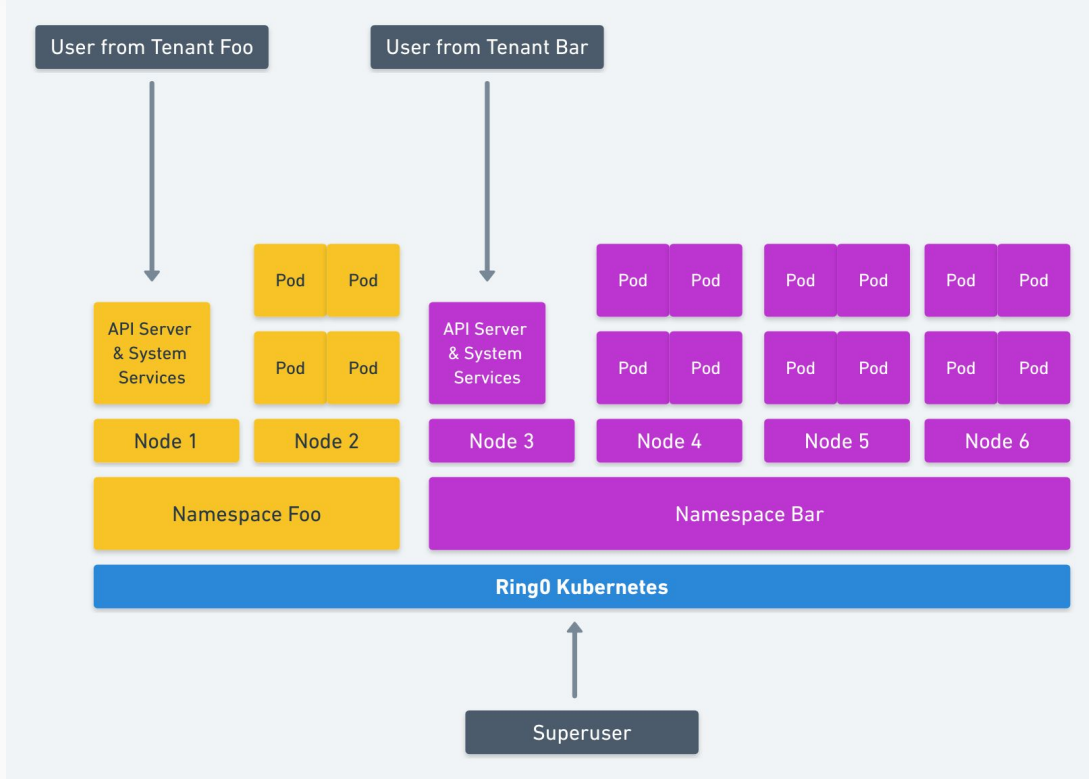 User from Tenant Foo
User from Tenant Bar
Pod
Pod
Pod
Pod
Pod
Pod
Pod
Pod
API Server
& System
Services
Pod
Pod
API Server
& System
Services
Pod
Pod
Pod
Pod
Pod
Pod
Node 1
Node 2
Node 3
Node 4
Node 5
Node 6
Namespace Foo
Namespace Bar
Ring0 Kubernetes
Superuser